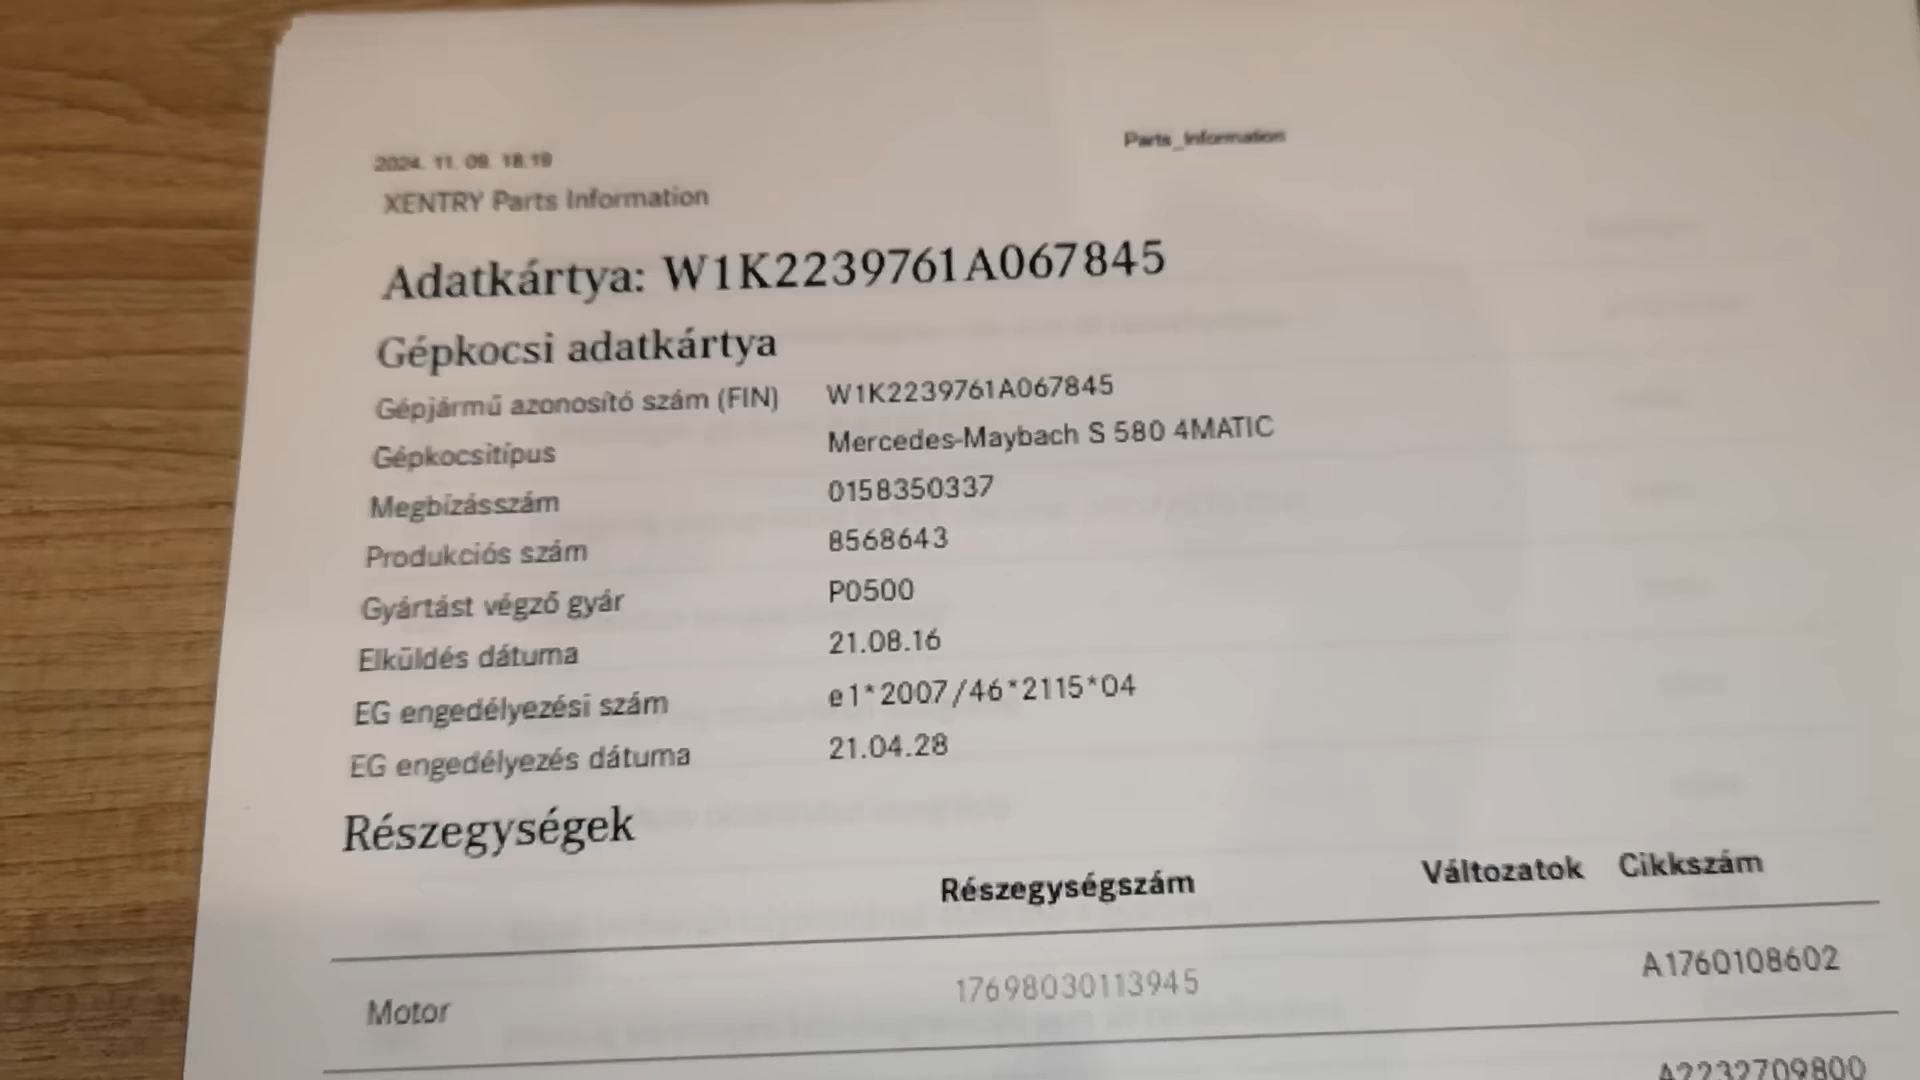 2024. 11. 09. 18:19
Parts_Information
XENTRY Parts Information
Adatkártya: W1K2239761A067845
Gépkocsi adatkártya
Gépjármű azonosító szám (FIN) W1K2239761A067845
Gépkocsitípus Mercedes-Maybach S 580 4MATIC
Megbízásszám 0158350337
Produkciós szám 8568643
Gyártást végző gyár P0500
Elküldés dátuma 21.08.16
EG engedélyezési szám e1*2007/46*2115*04
EG engedélyezés dátuma 21.04.28
Részegységek
Részegységszám Változatok Cikkszám
Motor 17698030113945 A1760108602
A2232709800